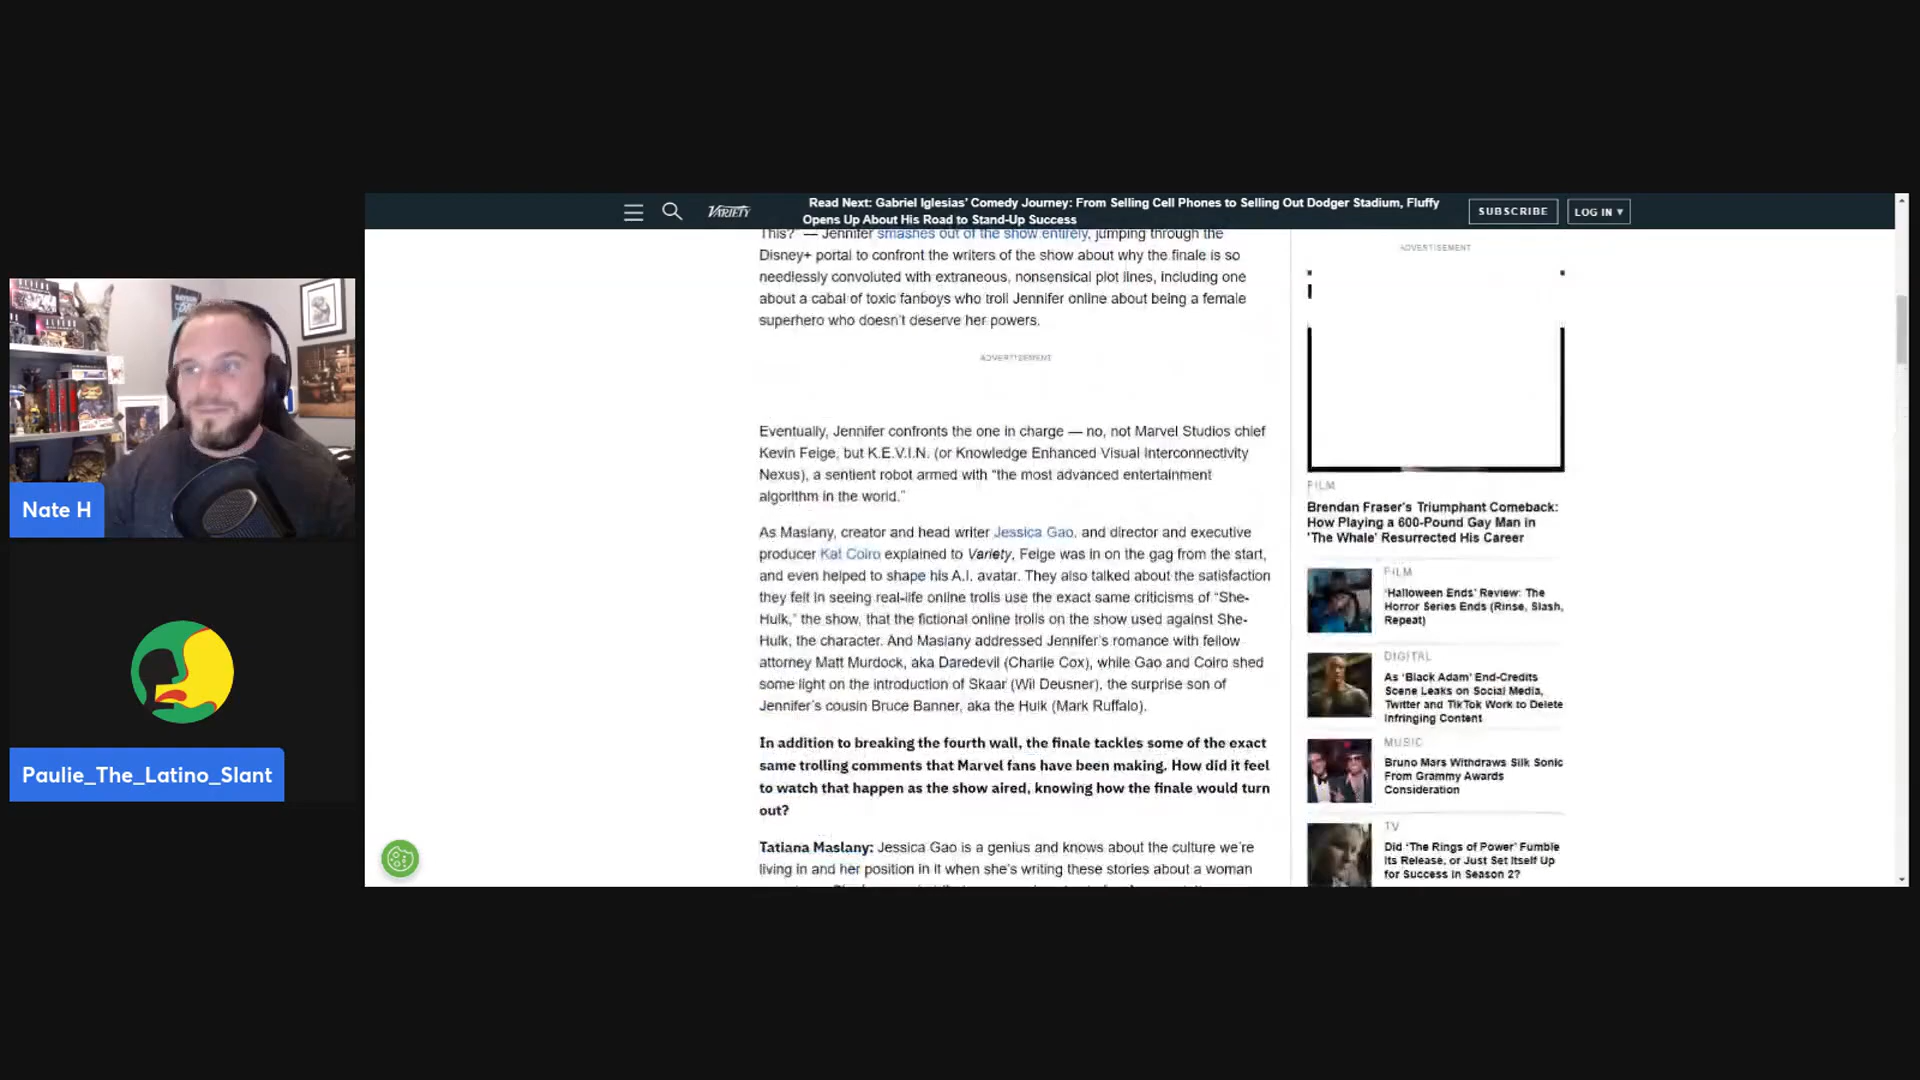 Read Next: Gabriel Iglesias' Comedy Journey: From Selling Cell Phones to Selling Out Dodger Stadium, Fluffy
Opens Up About His Road to Stand-Up Success
VARIETY
SUBSCRIBE
LOG IN ▾
This?" — Jennifer smashes out of the show entirely, jumping through the
Disney+ portal to confront the writers of the show about why the finale is so
needlessly convoluted with extraneous, nonsensical plot lines, including one
about a cabal of toxic fanboys who troll Jennifer online about being a female
superhero who doesn't deserve her powers.
ADVERTISEMENT
Eventually, Jennifer confronts the one in charge — no, not Marvel Studios chief
Kevin Feige, but K.E.V.I.N. (or Knowledge Enhanced Visual Interconnectivity
Nexus), a sentient robot armed with "the most advanced entertainment
algorithm in the world."
As Maslany, creator and head writer Jessica Gao, and director and executive
producer Kat Coiro explained to Variety, Feige was in on the gag from the start,
and even helped to shape his A.I. avatar. They also talked about the satisfaction
they felt in seeing real-life online trolls use the exact same criticisms of "She-
Hulk," the show, that the fictional online trolls on the show used against She-
Hulk, the character. And Maslany addressed Jennifer's romance with fellow
attorney Matt Murdock, aka Daredevil (Charlie Cox), while Gao and Coiro shed
some light on the introduction of Skaar (Wil Deusner), the surprise son of
Jennifer's cousin Bruce Banner, aka the Hulk (Mark Ruffalo).
In addition to breaking the fourth wall, the finale tackles some of the exact
same trolling comments that Marvel fans have been making. How did it feel
to watch that happen as the show aired, knowing how the finale would turn
out?
Tatiana Maslany: Jessica Gao is a genius and knows about the culture we're
living in and her position in it when she's writing these stories about a woman
ADVERTISEMENT
FILM
Brendan Fraser's Triumphant Comeback:
How Playing a 600-Pound Gay Man in
'The Whale' Resurrected His Career
FILM
'Halloween Ends' Review: The
Horror Series Ends (Rinse, Slash,
Repeat)
DIGITAL
As 'Black Adam' End-Credits
Scene Leaks on Social Media,
Twitter and TikTok Work to Delete
Infringing Content
MUSIC
Bruno Mars Withdraws Silk Sonic
From Grammy Awards
Consideration
TV
Did 'The Rings of Power' Fumble
Its Release, or Just Set Itself Up
for Success in Season 2?
Nate H
Paulie_The_Latino_Slant